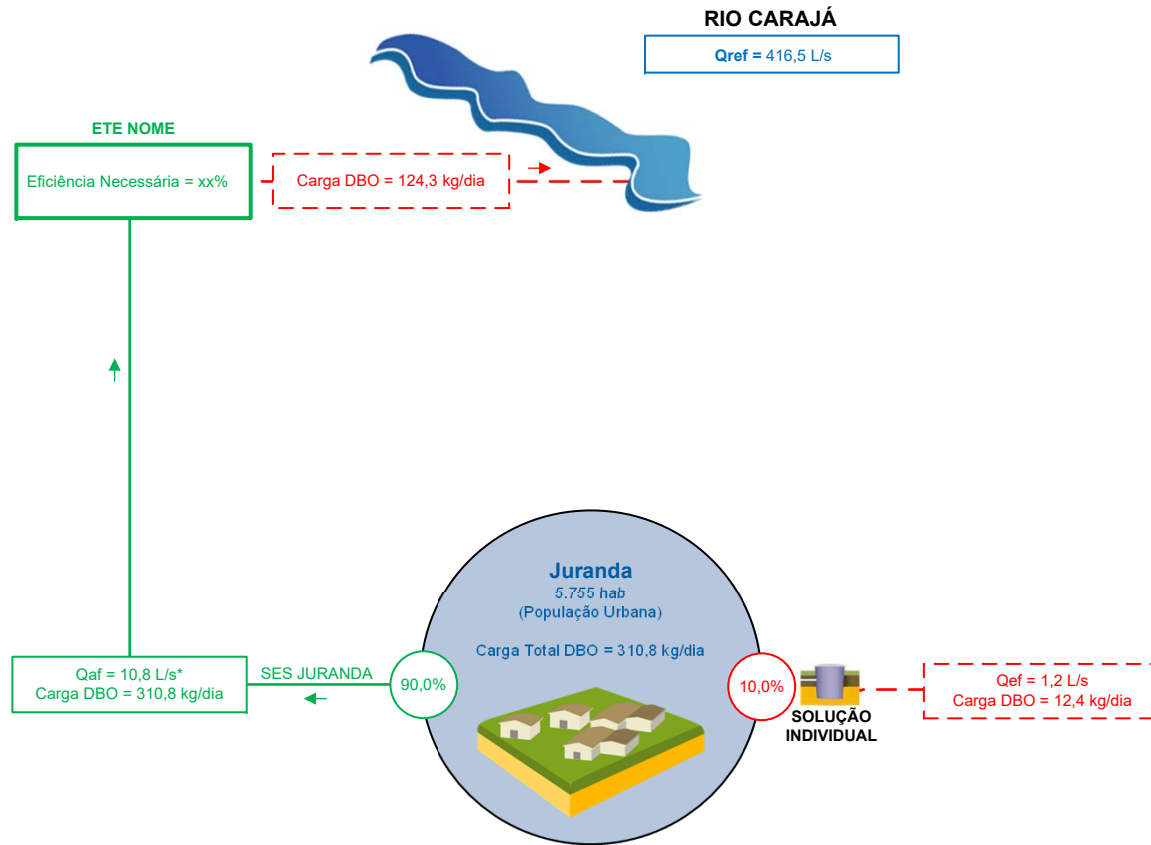 RIO CARAJÁ
Qref = 416,5 L/s
ETE NOME
Eficiência Necessária = xx%
Carga DBO = 124,3 kg/dia
Juranda
5.755 hab
(População Urbana)
Carga Total DBO = 310,8 kg/dia
Qaf = 10,8 L/s*
Carga DBO = 310,8 kg/dia
SES JURANDA
90,0%
10,0%
SOLUÇÃO
INDIVIDUAL
Qef = 1,2 L/s
Carga DBO = 12,4 kg/dia